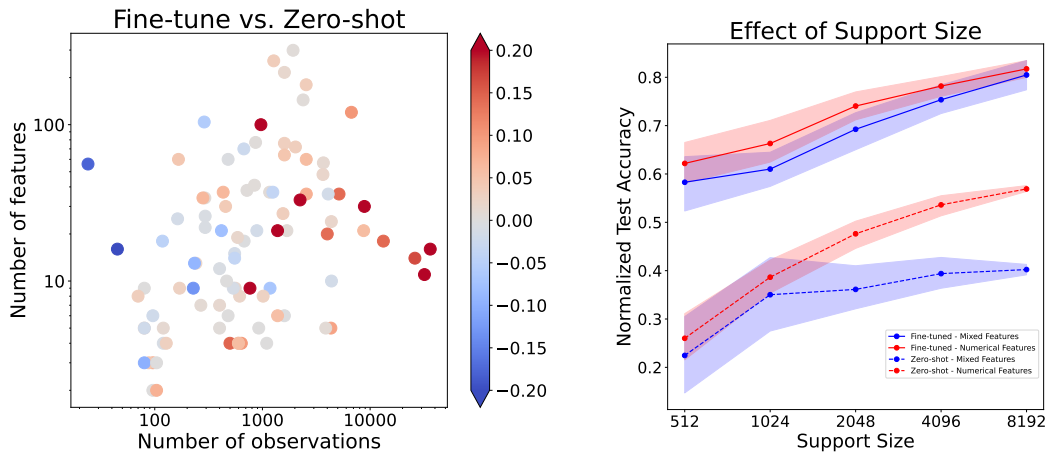 Fine-tune vs. Zero-shot
Number of features
100
10
100
1000
10000
Number of observations
0.20
0.15
0.10
0.05
0.00
−0.05
−0.10
−0.15
−0.20
Effect of Support Size
Normalized Test Accuracy
0.8
0.7
0.6
0.5
0.4
0.3
0.2
512
1024
2048
4096
8192
Support Size
Fine-tuned - Mixed Features
Fine-tuned - Numerical Features
Zero-shot - Mixed Features
Zero-shot - Numerical Features